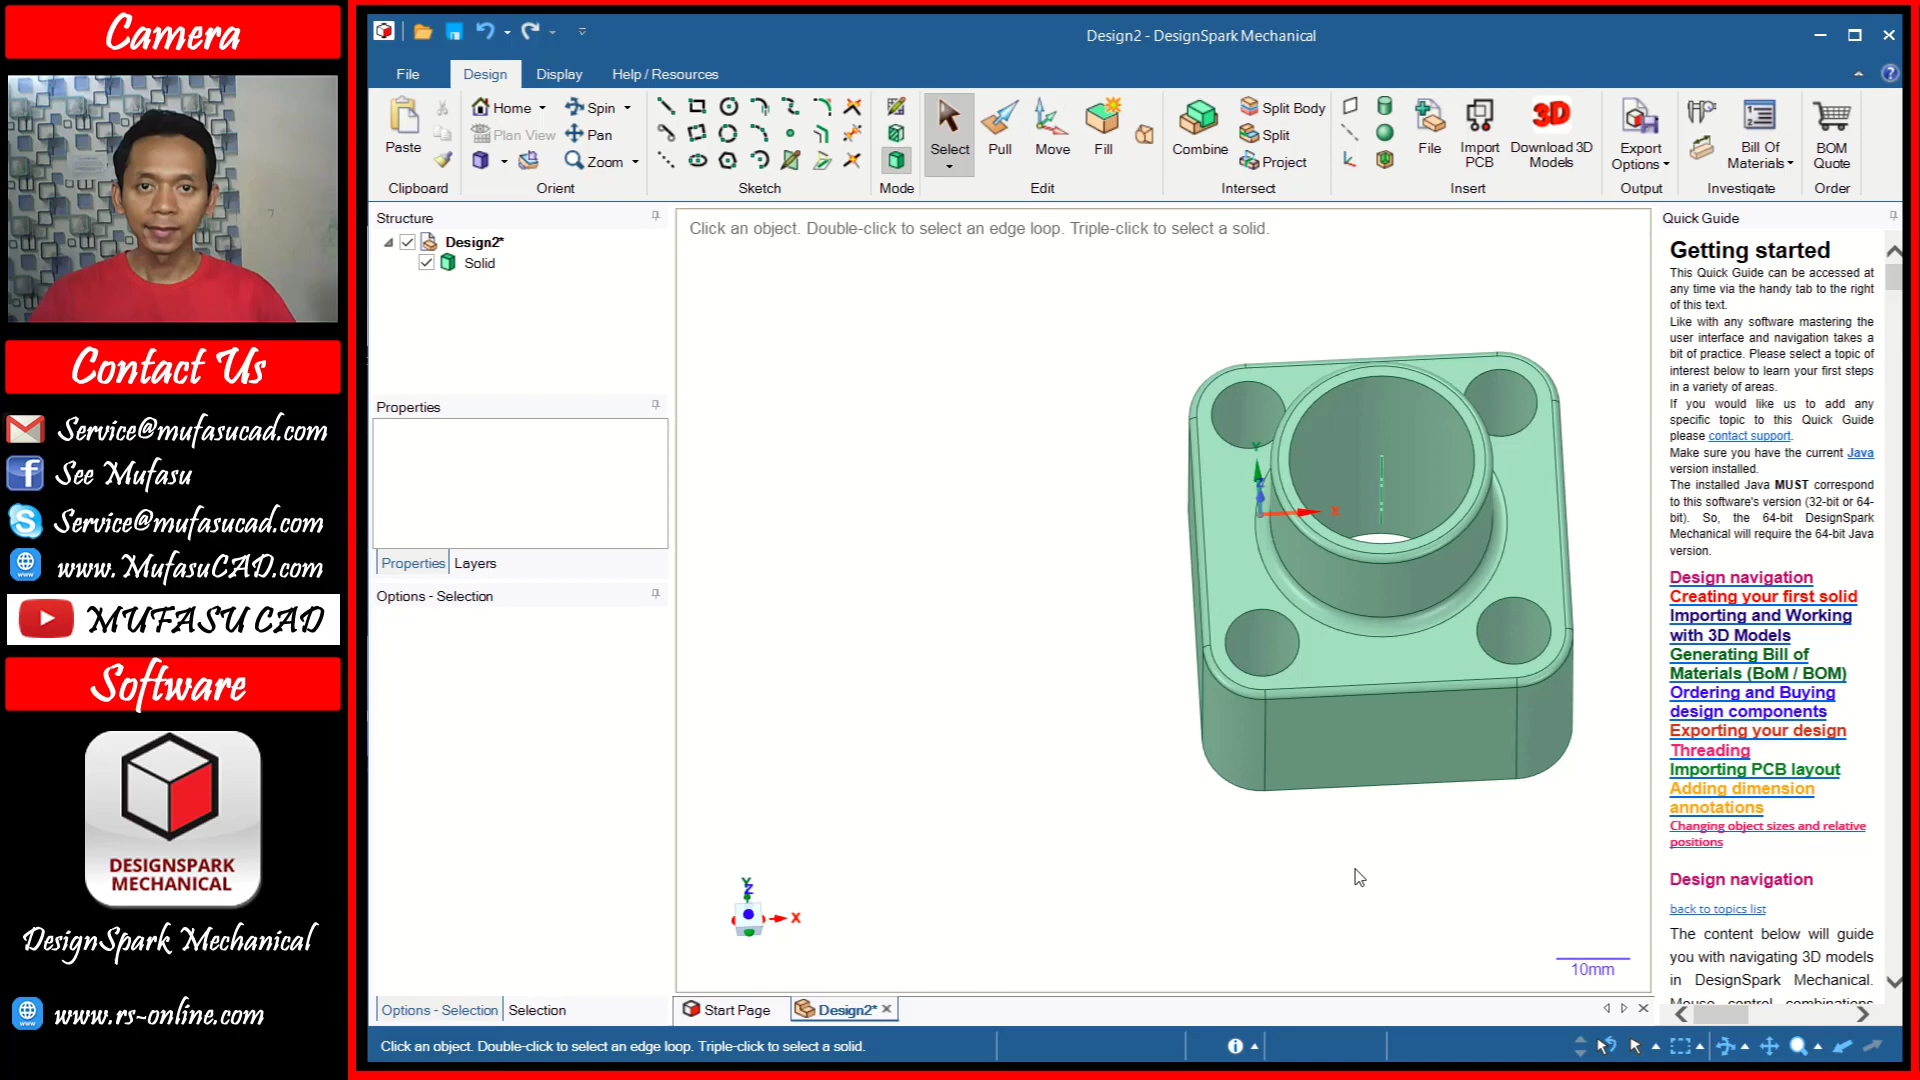 Camera
Contact Us
Service@mufasucad.com
See Mufasu
Service@mufasucad.com
www.MufasuCAD.com
MUFASU CAD
Software
DESIGNSPARK
MECHANICAL
DesignSpark Mechanical
www.rs-online.com
Design2 - DesignSpark Mechanical
File
Design
Display
Help / Resources
Paste
Clipboard
Home
Spin
Plan View
Pan
Zoom
Orient
Sketch
Mode
Select
Pull
Move
Fill
Edit
Combine
Split Body
Split
Project
Intersect
File
Import
PCB
3D
Download 3D
Models
Insert
Export
Options
Output
Bill Of
Materials
Investigate
BOM
Quote
Order
Structure
Design2*
Solid
Properties
Properties
Layers
Options - Selection
Options - Selection
Selection
Click an object. Double-click to select an edge loop. Triple-click to select a solid.
Y
Z
X
Y
Z
X
10mm
Start Page
Design2*
Click an object. Double-click to select an edge loop. Triple-click to select a solid.
Quick Guide
Getting started
This Quick Guide can be accessed at
any time via the handy tab to the right
of this text.
Like with any software mastering the
user interface and navigation takes a
bit of practice. Please select a topic of
interest below to learn your first steps
in a variety of areas.
If you would like us to add any
specific topic to this Quick Guide
please contact support.
Make sure you have the current Java
version installed.
The installed Java MUST correspond
to this software's version (32-bit or 64-
bit). So, the 64-bit DesignSpark
Mechanical will require the 64-bit Java
version.
Design navigation
Creating your first solid
Importing and Working
with 3D Models
Generating Bill of
Materials (BoM / BOM)
Ordering and Buying
design components
Exporting your design
Threading
Importing PCB layout
Adding dimension
annotations
Changing object sizes and relative
positions
Design navigation
back to topics list
The content below will guide
you with navigating 3D models
in DesignSpark Mechanical.
Mouse control combinations